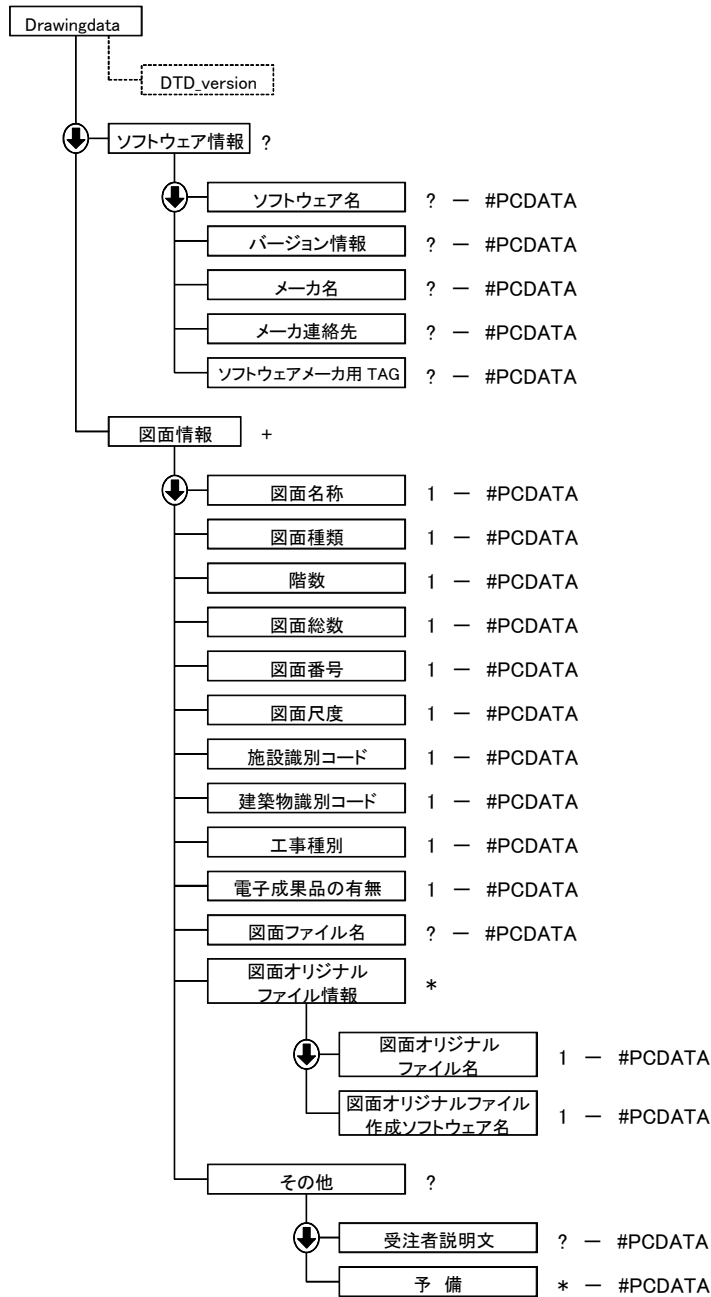 Drawingdata
DTD_version
ソフトウェア情報 ?
ソフトウェア名 ? － #PCDATA
バージョン情報 ? － #PCDATA
メーカ名 ? － #PCDATA
メーカ連絡先 ? － #PCDATA
ソフトウェアメーカ用 TAG ? － #PCDATA
図面情報 +
図面名称 1 － #PCDATA
図面種類 1 － #PCDATA
階数 1 － #PCDATA
図面総数 1 － #PCDATA
図面番号 1 － #PCDATA
図面尺度 1 － #PCDATA
施設識別コード 1 － #PCDATA
建築物識別コード 1 － #PCDATA
工事種別 1 － #PCDATA
電子成果品の有無 1 － #PCDATA
図面ファイル名 ? － #PCDATA
図面オリジナル
ファイル情報 *
図面オリジナル
ファイル名 1 － #PCDATA
図面オリジナルファイル
作成ソフトウェア名 1 － #PCDATA
その他 ?
受注者説明文 ? － #PCDATA
予 備 * － #PCDATA